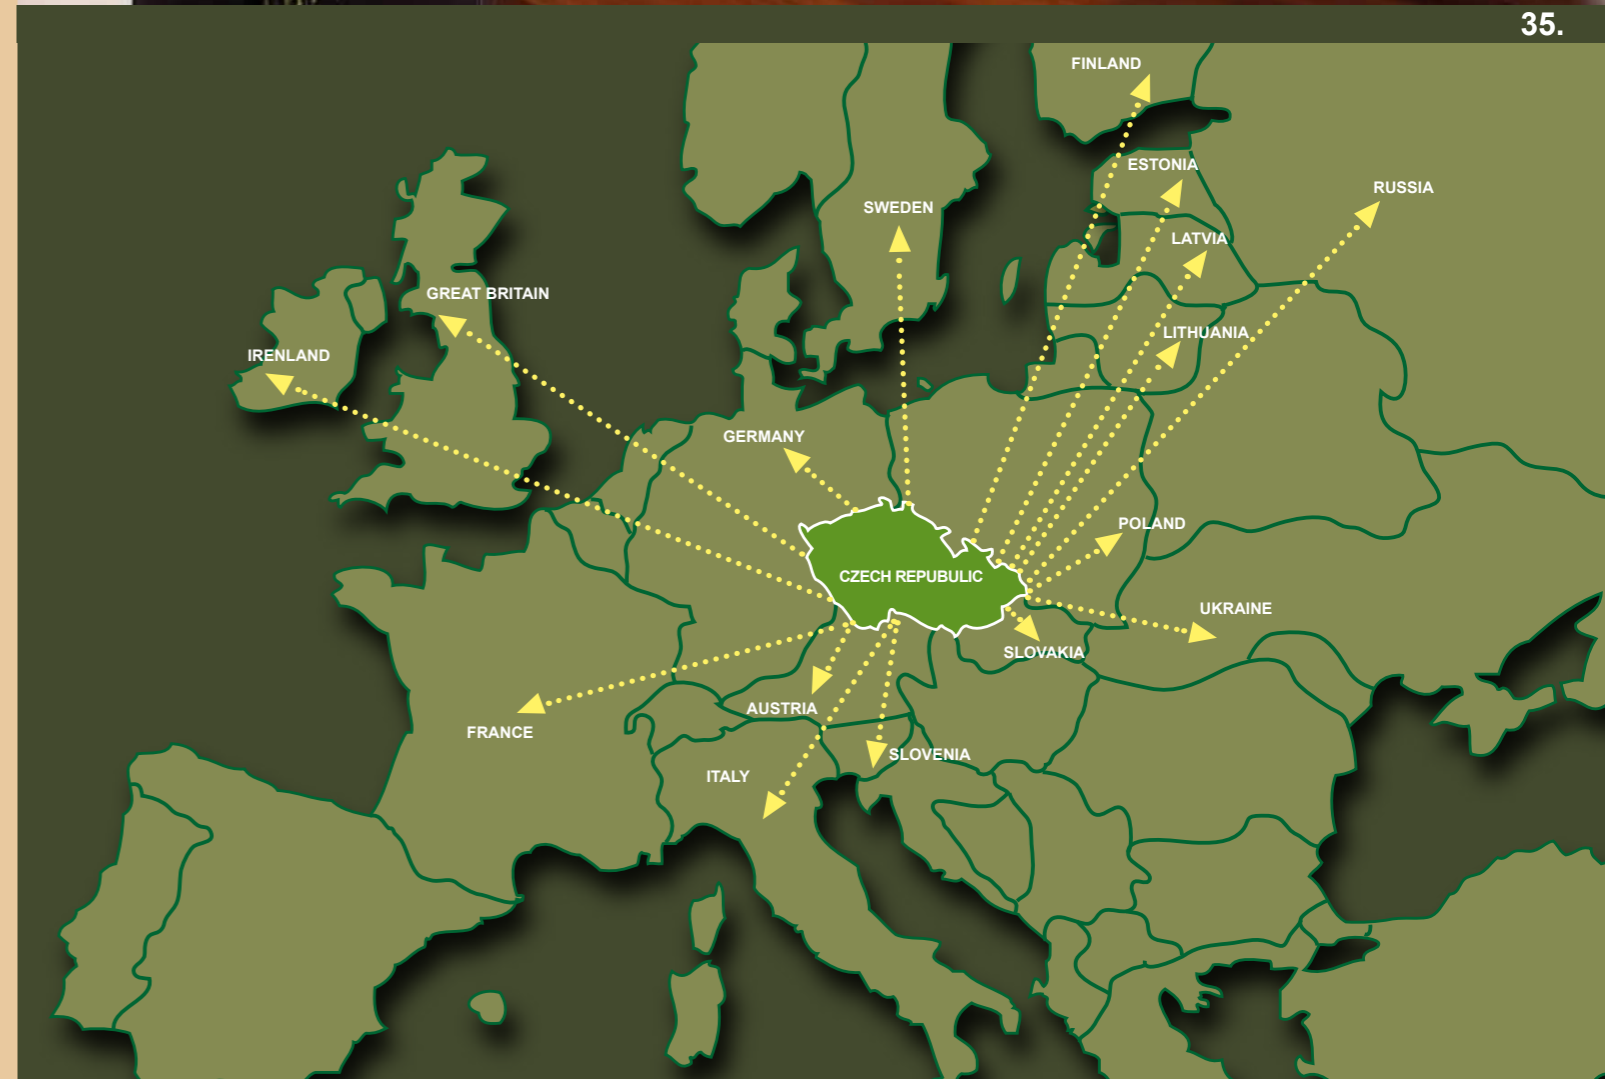 35.
FINLAND
ESTONIA
RUSSIA
SWEDEN
LATVIA
GREAT BRITAIN
LITHUANIA
IRENLAND
GERMANY
POLAND
CZECH REPUBULIC
UKRAINE
SLOVAKIA
AUSTRIA
FRANCE
SLOVENIA
ITALY